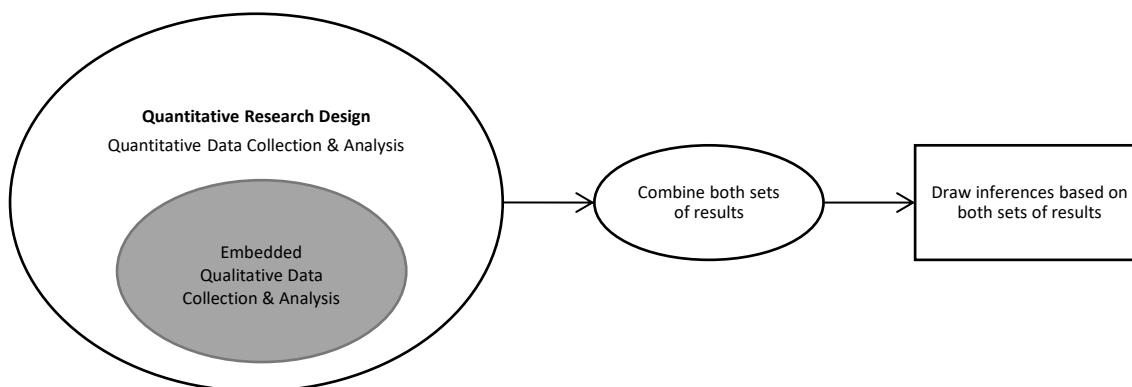 Quantitative Research Design
Quantitative Data Collection & Analysis
Embedded
Qualitative Data
Collection & Analysis
Combine both sets
of results
Draw inferences based on
both sets of results